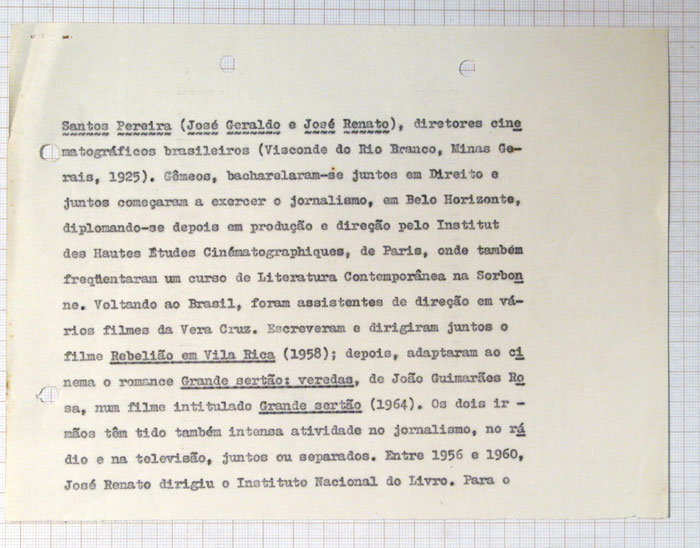 Santos Pereira (José Geraldo e José Renato), diretores cine
matográficos brasileiros (Visconde do Rio Branco, Minas Ge-
rais, 1925). Gêmeos, bacharelaram-se juntos em Direito e
juntos começaram a exercer o jornalismo, em Belo Horizonte,
diplomando-se depois em produção e direção pelo Institut
des Hautes Études Cinématographiques, de Paris, onde também
freqüentaram um curso de Literatura Contemporânea na Sorbon
ne. Voltando ao Brasil, foram assistentes de direção em vá-
rios filmes da Vera Cruz. Escreveram e dirigiram juntos o
filme Rebelião em Vila Rica (1958); depois, adaptaram ao ci
nema o romance Grande sertão: veredas, de João Guimarães Ro
sa, num filme intitulado Grande sertão (1964). Os dois ir -
mãos têm tido também intensa atividade no jornalismo, no rá
dio e na televisão, juntos ou separados. Entre 1956 e 1960,
José Renato dirigiu o Instituto Nacional do Livro. Para o